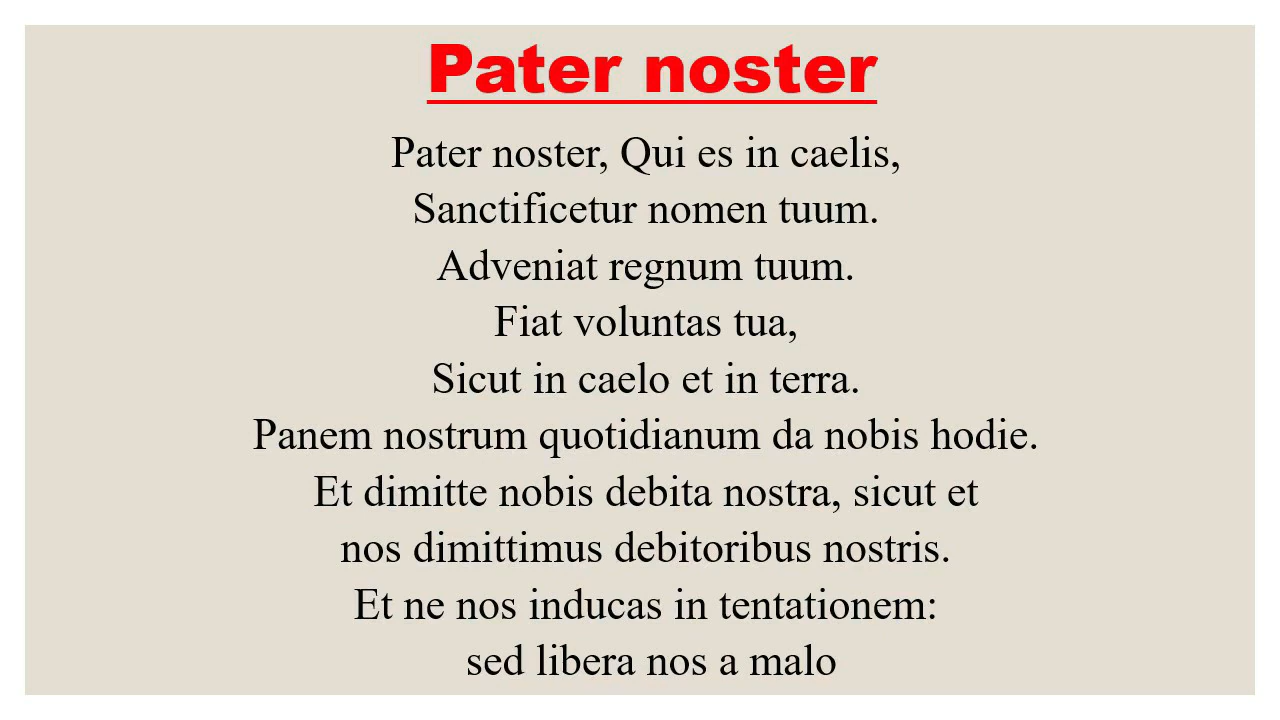 Pater noster
Pater noster, Qui es in caelis,
Sanctificetur nomen tuum.
Adveniat regnum tuum.
Fiat voluntas tua,
Sicut in caelo et in terra.
Panem nostrum quotidianum da nobis hodie.
Et dimitte nobis debita nostra, sicut et
nos dimittimus debitoribus nostris.
Et ne nos inducas in tentationem:
sed libera nos a malo